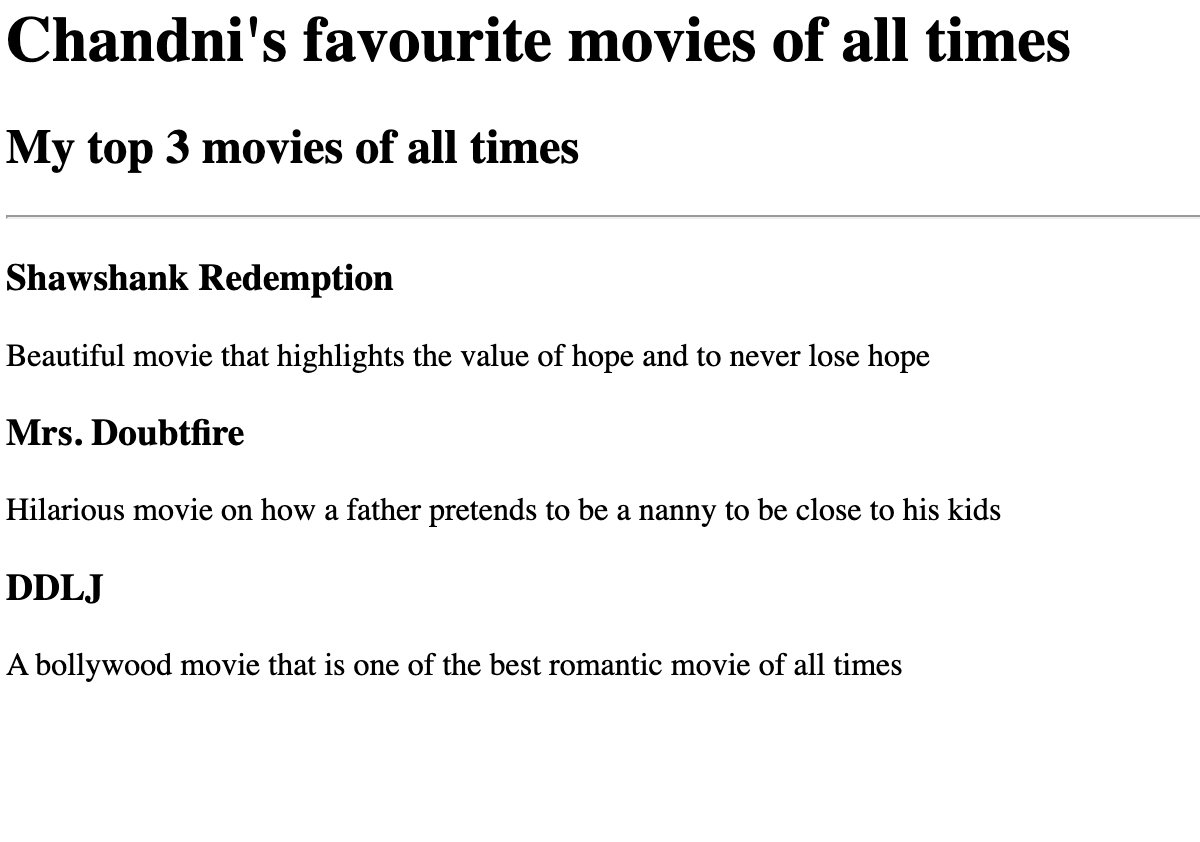 Chandni's favourite movies of all times
My top 3 movies of all times
Shawshank Redemption
Beautiful movie that highlights the value of hope and to never lose hope
Mrs. Doubtfire
Hilarious movie on how a father pretends to be a nanny to be close to his kids
DDLJ
A bollywood movie that is one of the best romantic movie of all times